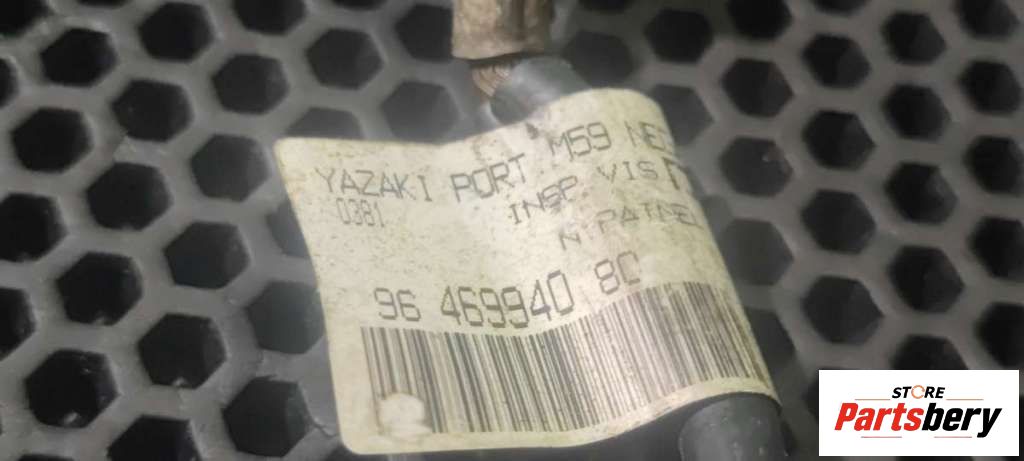 YAZAKI PORT. M59
0381
INSP. VIS
96 469940 80
STORE
Partsbery